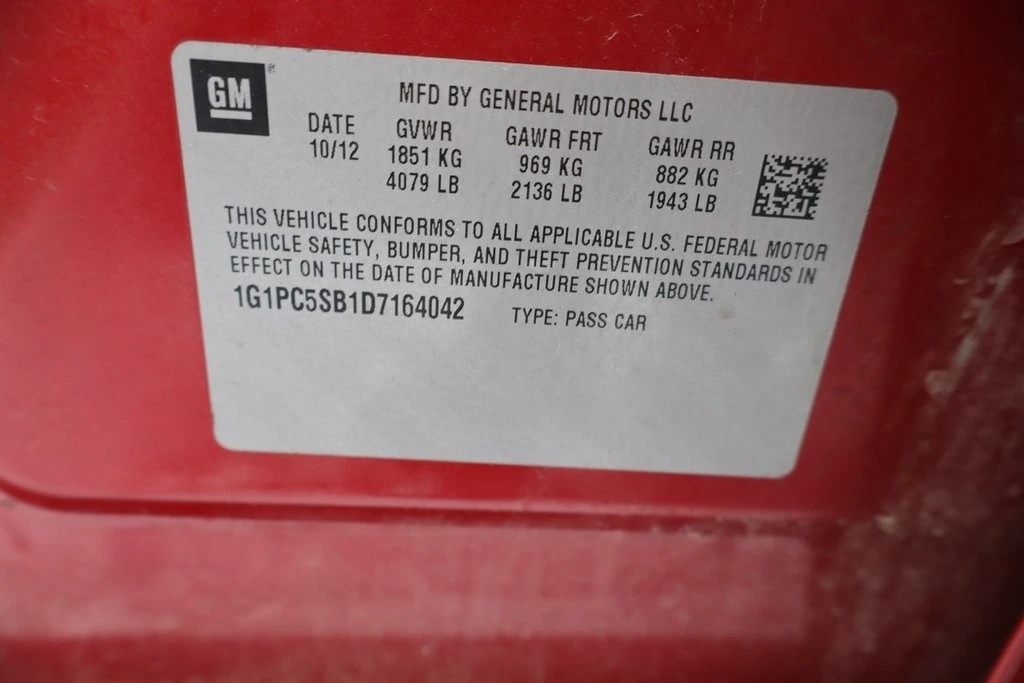 GM
MFD BY GENERAL MOTORS LLC
DATE GVWR GAWR FRT GAWR RR
10/12 1851 KG 969 KG 882 KG
4079 LB 2136 LB 1943 LB
THIS VEHICLE CONFORMS TO ALL APPLICABLE U.S. FEDERAL MOTOR
VEHICLE SAFETY, BUMPER, AND THEFT PREVENTION STANDARDS IN
EFFECT ON THE DATE OF MANUFACTURE SHOWN ABOVE.
1G1PC5SB1D7164042 TYPE: PASS CAR